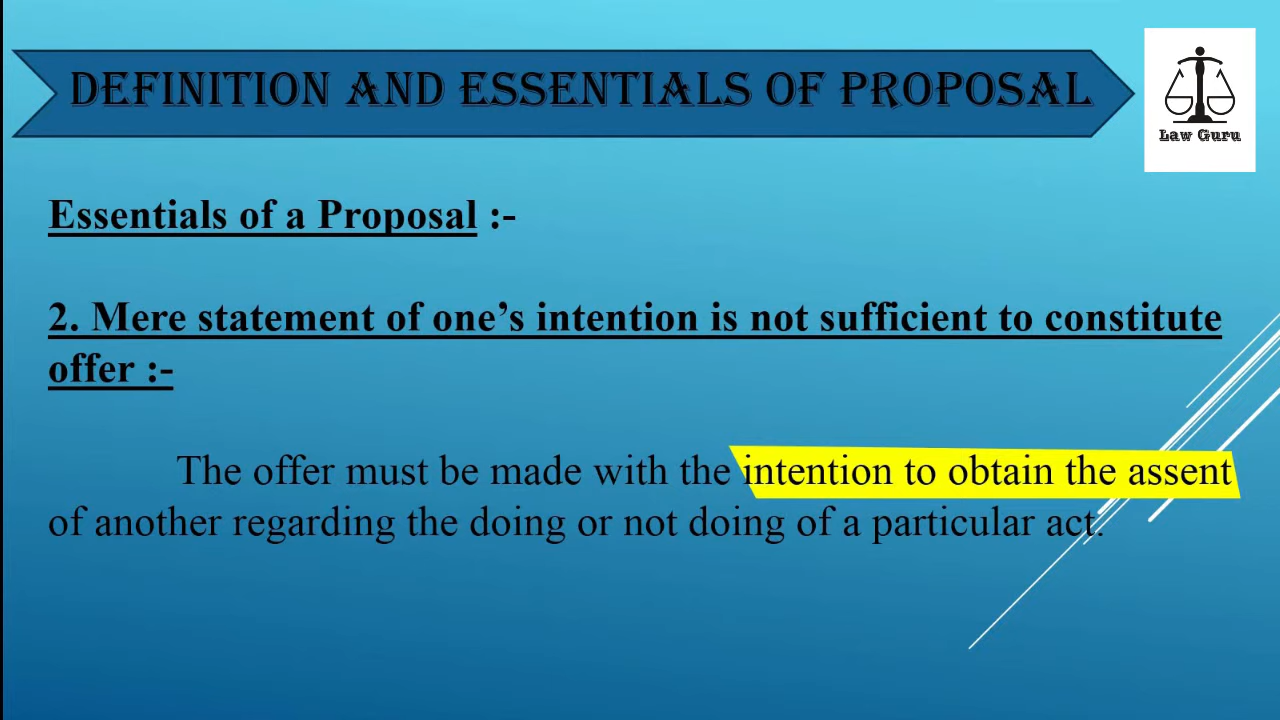 DEFINITION AND ESSENTIALS OF PROPOSAL
Law Guru
Essentials of a Proposal :-
2. Mere statement of one’s intention is not sufficient to constitute
offer :-
The offer must be made with the intention to obtain the assent
of another regarding the doing or not doing of a particular act.